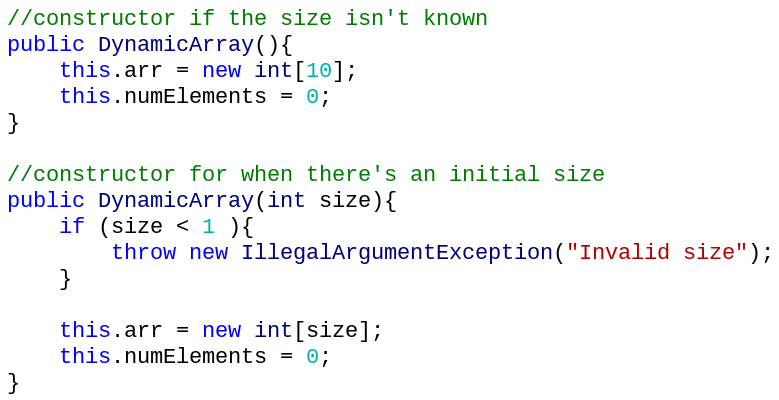 //constructor if the size isn't known
public DynamicArray(){
    this.arr = new int[10];
    this.numElements = 0;
}

//constructor for when there's an initial size
public DynamicArray(int size){
    if (size < 1 ){
        throw new IllegalArgumentException("Invalid size");
    }

    this.arr = new int[size];
    this.numElements = 0;
}